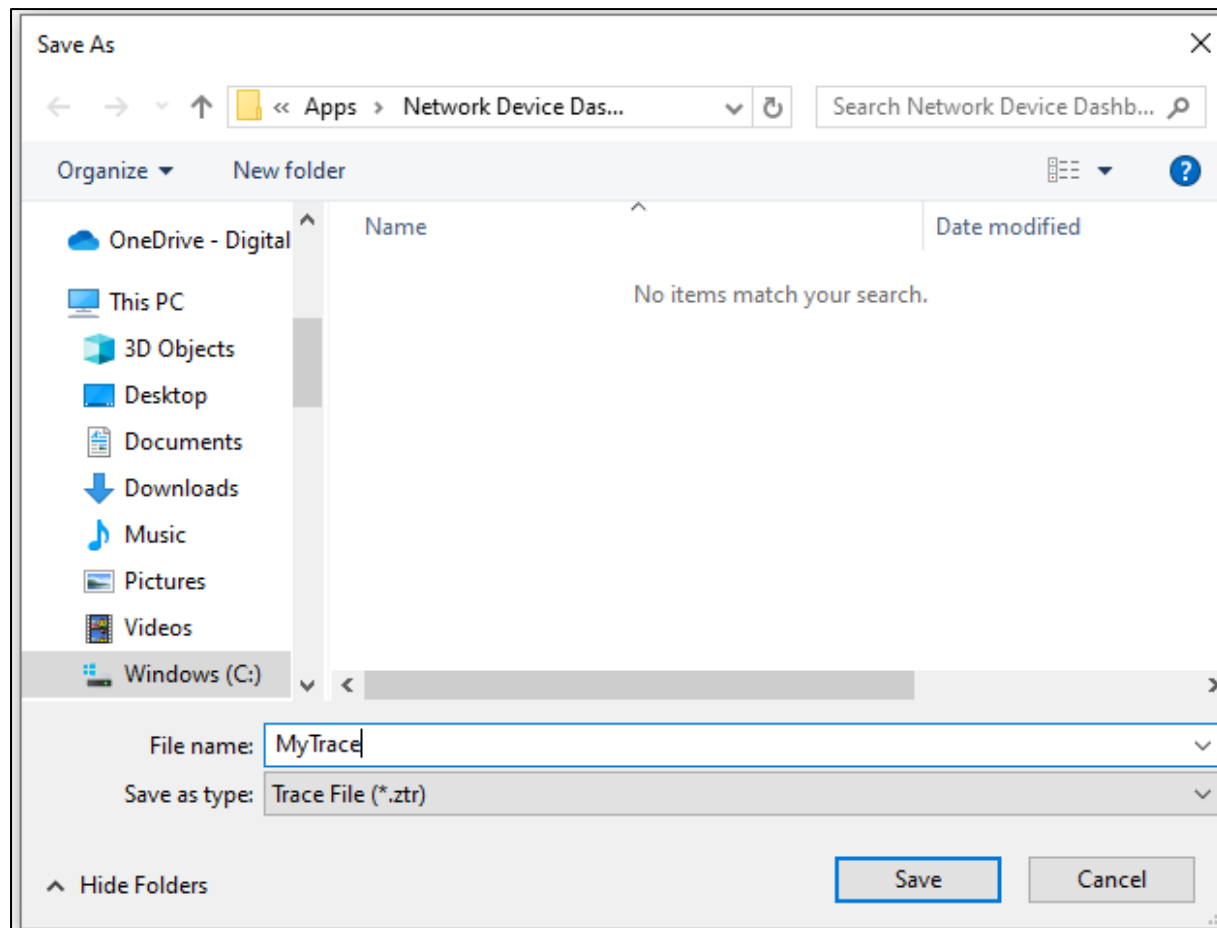 Save As
« Apps › Network Device Das...
Search Network Device Dashb...
Organize
New folder
?
Name
Date modified
OneDrive - Digital
No items match your search.
This PC
3D Objects
Desktop
Documents
Downloads
Music
Pictures
Videos
Windows (C:)
File name: MyTrace
Save as type: Trace File (*.ztr)
Hide Folders
Save
Cancel